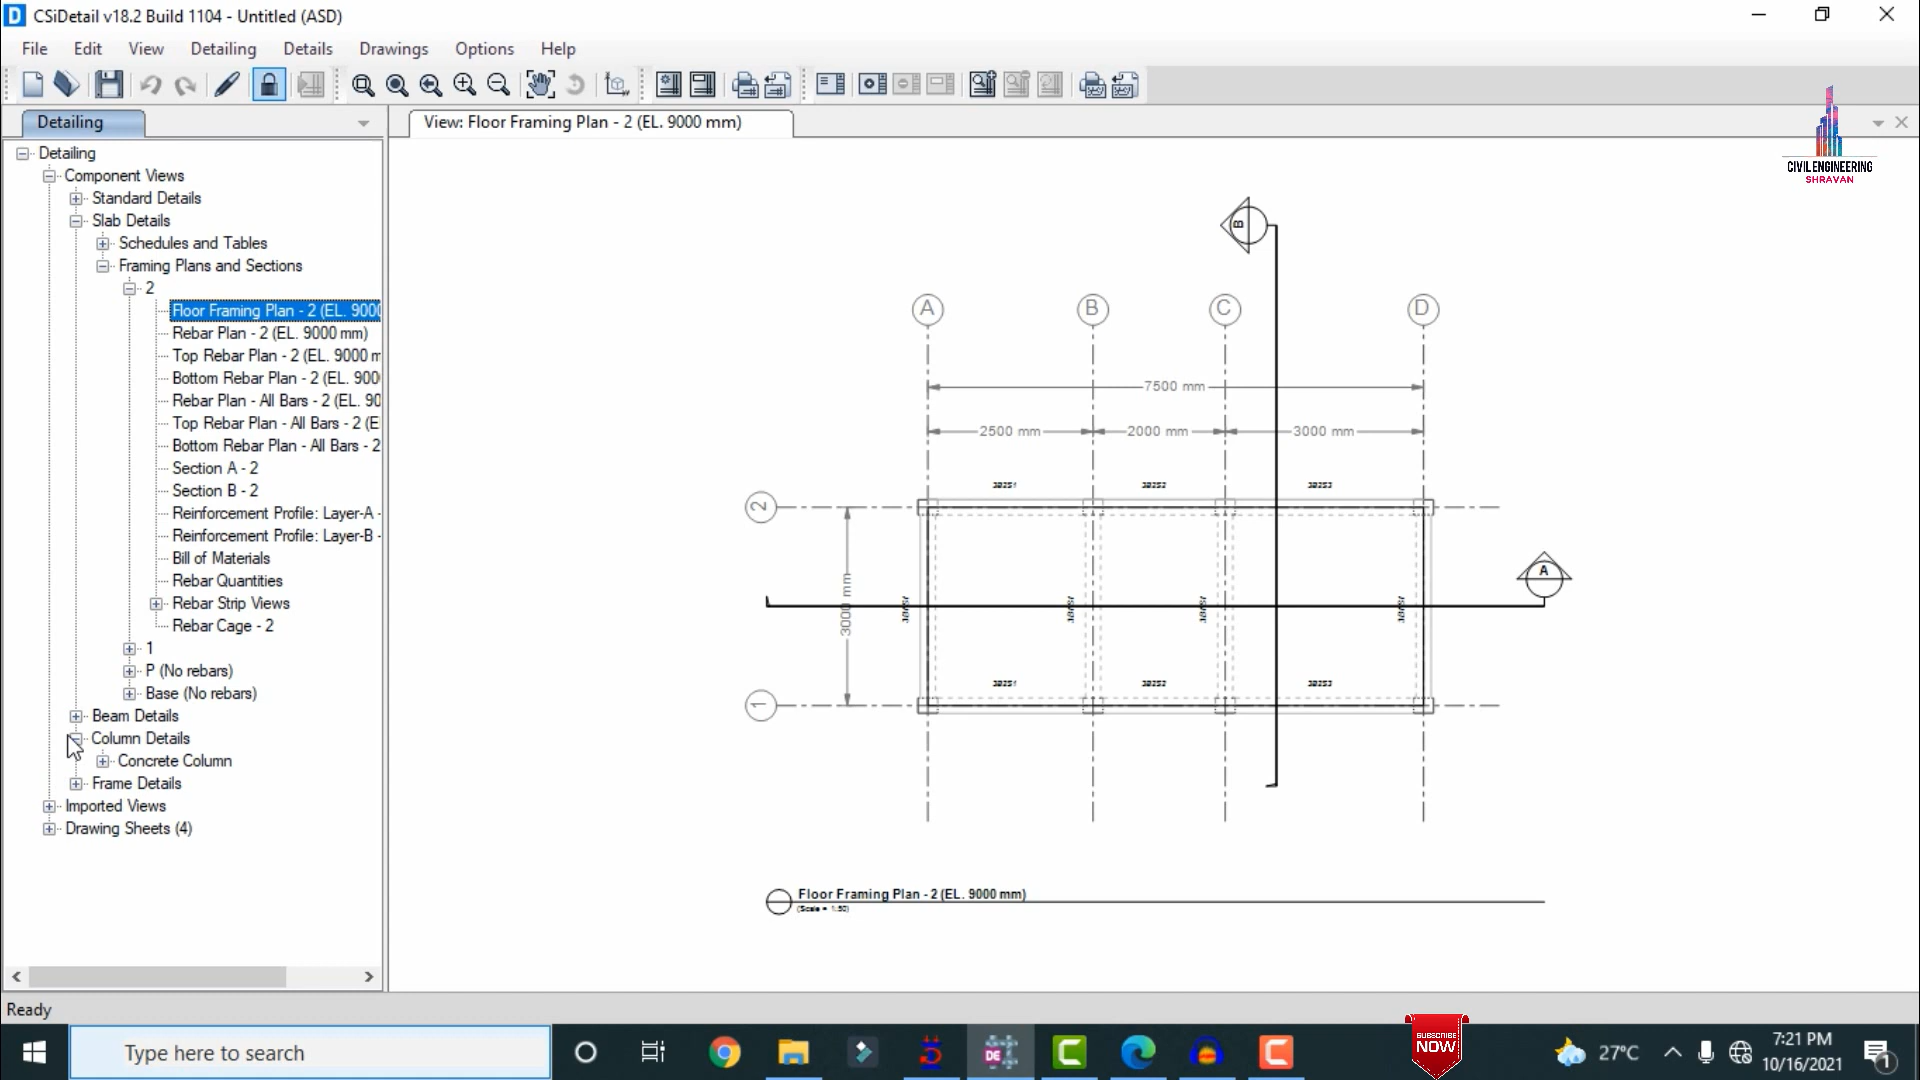 CSiDetail v18.2 Build 1104 - Untitled (ASD)
File Edit View Detailing Details Drawings Options Help
Detailing
View: Floor Framing Plan - 2 (EL. 9000 mm)
CIVIL ENGINEERING
SHRAVAN
Detailing
Component Views
Standard Details
Slab Details
Schedules and Tables
Framing Plans and Sections
2
Floor Framing Plan - 2 (EL. 9000
Rebar Plan - 2 (EL. 9000 mm)
Top Rebar Plan - 2 (EL. 9000 m
Bottom Rebar Plan - 2 (EL. 900
Rebar Plan - All Bars - 2 (EL. 90
Top Rebar Plan - All Bars - 2 (E
Bottom Rebar Plan - All Bars - 2
Section A - 2
Section B - 2
Reinforcement Profile: Layer-A -
Reinforcement Profile: Layer-B -
Bill of Materials
Rebar Quantities
Rebar Strip Views
Rebar Cage - 2
1
P (No rebars)
Base (No rebars)
Beam Details
Column Details
Concrete Column
Frame Details
Imported Views
Drawing Sheets (4)
B
A B C D
7500 mm
2500 mm 2000 mm 3000 mm
2
3000 mm
A
1
Floor Framing Plan - 2 (EL. 9000 mm)
(Scale = 1:50)
Ready
Type here to search
DE
SUBSCRIBE
NOW
27°C
7:21 PM
10/16/2021
1